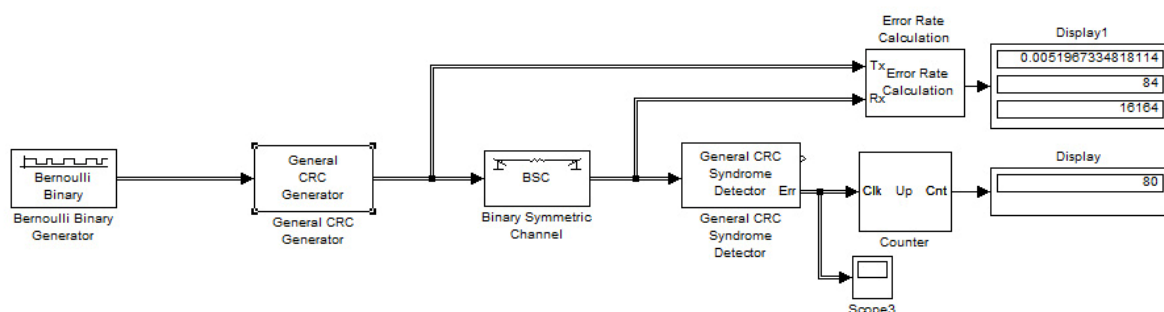 Error Rate
Calculation
Display1
Tx
Rx
Error Rate
Calculation
0.0051967334818114
84
16164
Bernoulli
Binary
Bernoulli Binary
Generator
General
CRC
Generator
General CRC
Generator
BSC
Binary Symmetric
Channel
General CRC
Syndrome
Detector
Err
General CRC
Syndrome
Detector
Clk
Up
Cnt
Counter
Display
80
Scope3